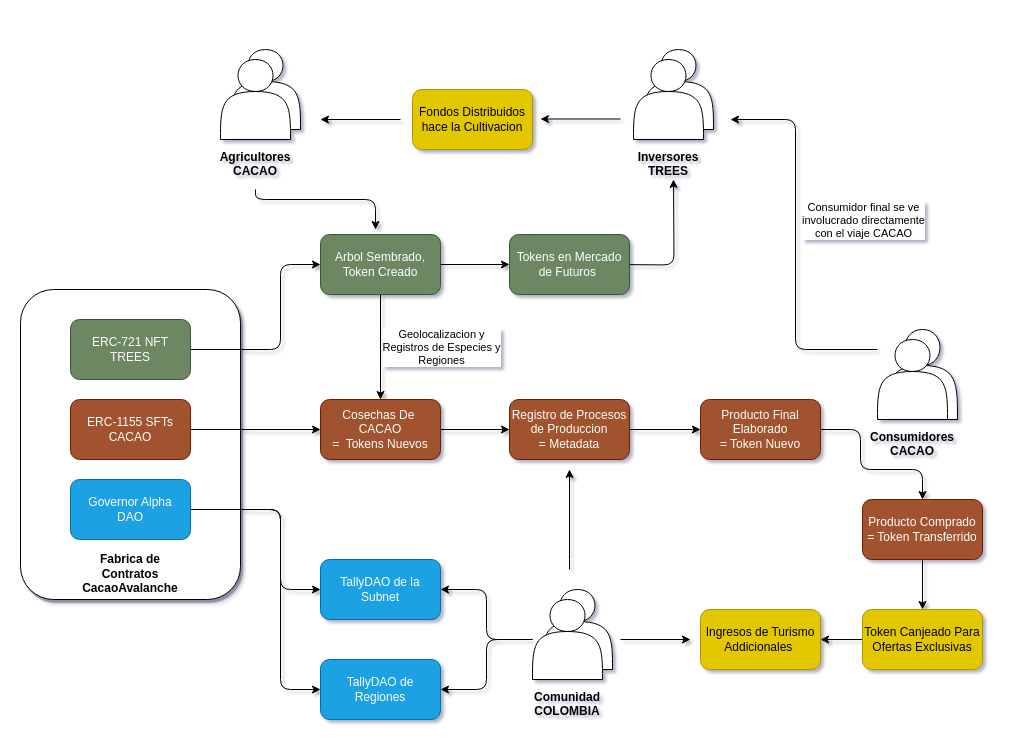 Fondos Distribuidos
hace la Cultivacion
Agricultores
CACAO
Inversores
TREES
Consumidor final se ve
involucrado directamente
con el viaje CACAO
Arbol Sembrado,
Token Creado
Tokens en Mercado
de Futuros
ERC-721 NFT
TREES
Geolocalizacion y
Registros de Especies y
Regiones
ERC-1155 SFTs
CACAO
Cosechas De
CACAO
= Tokens Nuevos
Registro de Procesos
de Produccion
= Metadata
Producto Final
Elaborado
= Token Nuevo
Consumidores
CACAO
Governor Alpha
DAO
Producto Comprado
= Token Transferrido
Fabrica de
Contratos
CacaoAvalanche
TallyDAO de la
Subnet
Ingresos de Turismo
Addicionales
Token Canjeado Para
Ofertas Exclusivas
TallyDAO de
Regiones
Comunidad
COLOMBIA